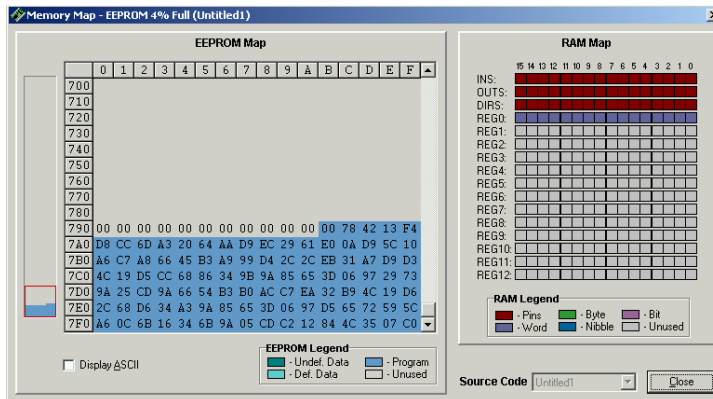 Memory Map - EEPROM 4% Full (Untitled1)
EEPROM Map
0 1 2 3 4 5 6 7 8 9 A B C D E F
700
710
720
730
740
750
760
770
780
790 00 00 00 00 00 00 00 00 00 00 00 00 78 42 13 F4
7A0 D8 CC 6D A3 20 64 AA D9 EC 29 61 E0 0A D9 5C 10
7B0 A6 C7 A8 66 45 B3 A9 99 D4 2C 2C EB 31 A7 D9 D3
7C0 4C 19 D5 CC 68 86 34 9B 9A 85 65 3D 06 97 29 73
7D0 9A 25 CD 9A 66 54 B3 B0 AC C7 EA 32 B9 4C 19 D6
7E0 2C 68 D6 34 A3 9A 85 65 3D 06 97 D5 65 72 59 5C
7F0 A6 0C 6B 16 34 6B 9A 05 CD C2 12 84 4C 35 07 C0
Display ASCII
EEPROM Legend
- Undef. Data - Program
- Def. Data - Unused
RAM Map
15 14 13 12 11 10 9 8 7 6 5 4 3 2 1 0
INS:
OUTS:
DIRS:
REG0:
REG1:
REG2:
REG3:
REG4:
REG5:
REG6:
REG7:
REG8:
REG9:
REG10:
REG11:
REG12:
RAM Legend
- Pins - Byte - Bit
- Word - Nibble - Unused
Source Code Untitled1 Close